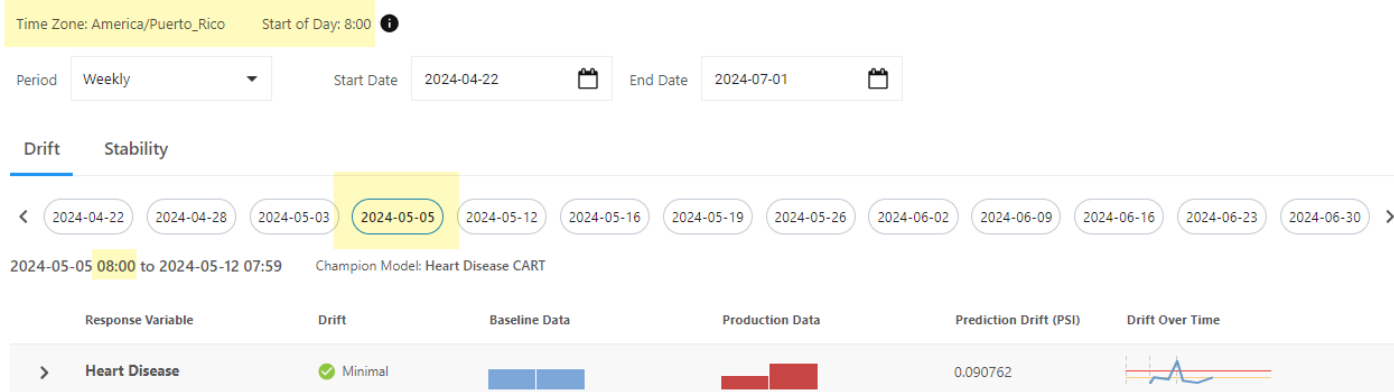 Time Zone: America/Puerto_Rico Start of Day: 8:00
Period Weekly Start Date 2024-04-22 End Date 2024-07-01
Drift Stability
2024-04-22 2024-04-28 2024-05-03 2024-05-05 2024-05-12 2024-05-16 2024-05-19 2024-05-26 2024-06-02 2024-06-09 2024-06-16 2024-06-23 2024-06-30
2024-05-05 08:00 to 2024-05-12 07:59 Champion Model: Heart Disease CART
Response Variable Drift Baseline Data Production Data Prediction Drift (PSI) Drift Over Time
Heart Disease Minimal 0.090762